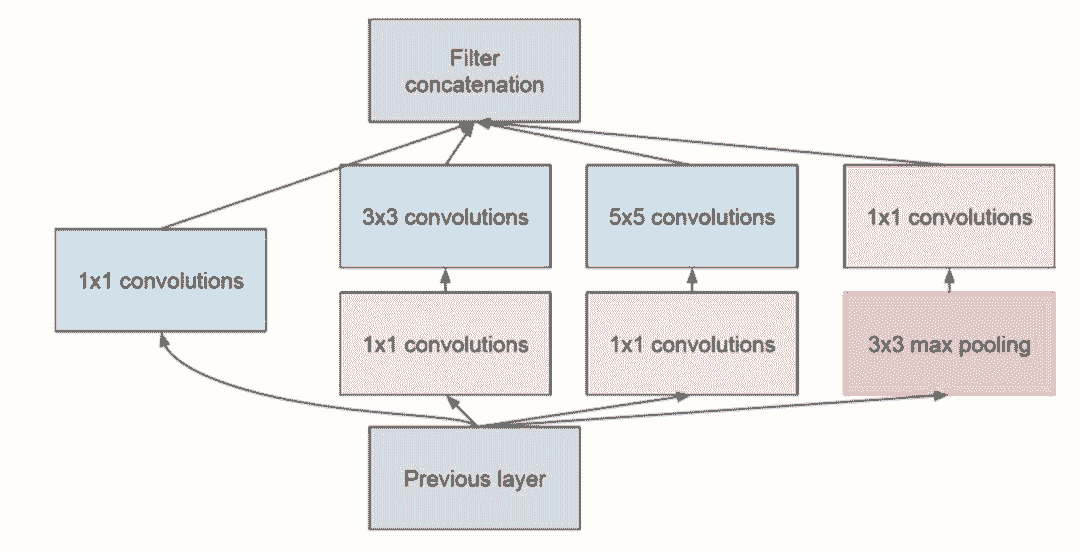 Filter
concatenation
3x3 convolutions
5x5 convolutions
1x1 convolutions
1x1 convolutions
1x1 convolutions
1x1 convolutions
3x3 max pooling
Previous layer